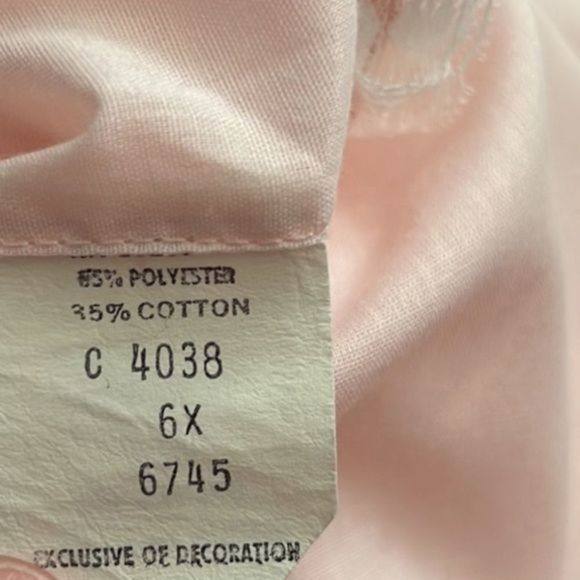 65% POLYESTER
35% COTTON
C 4038
6X
6745
EXCLUSIVE OF DECORATION